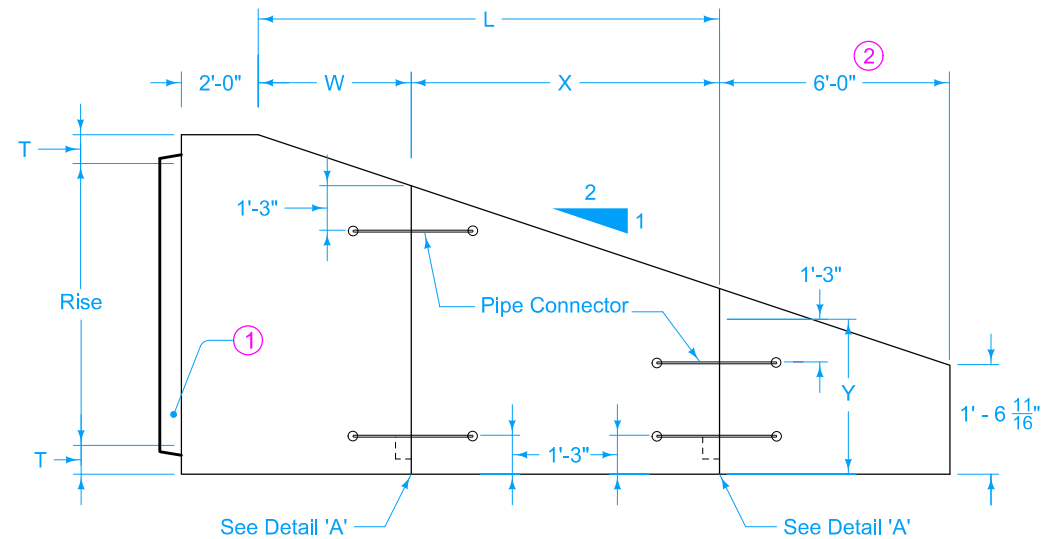 L
2
2'-0"
W
X
6'-0"
T
2
1
1'-3"
1'-3"
Rise
Pipe Connector
1
Y
1' - 6 11/16"
T
1'-3"
See Detail 'A'
See Detail 'A'